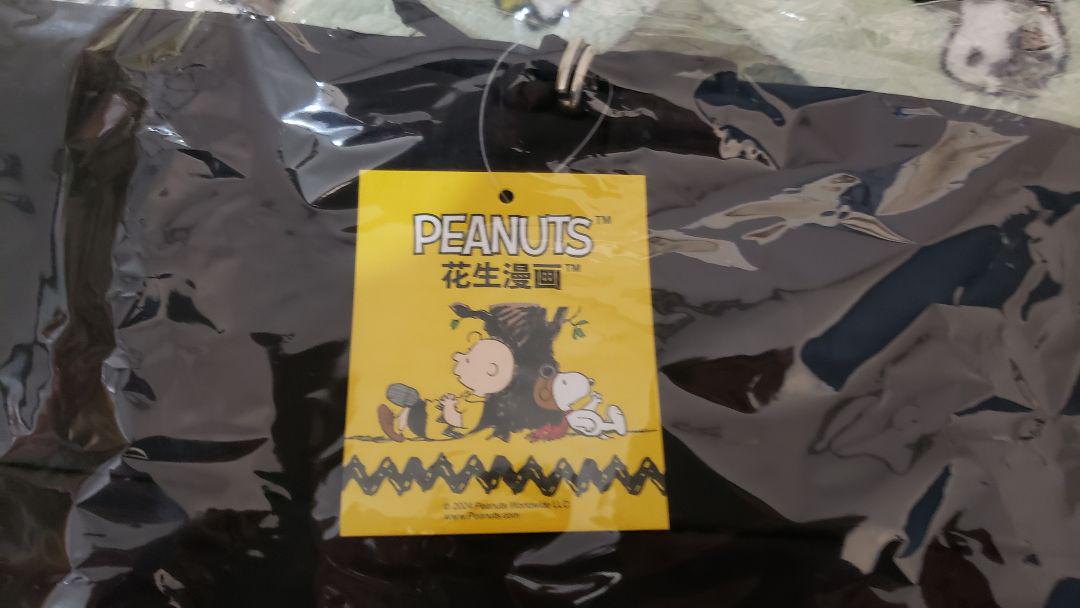 PEANUTS™
花生漫画™
© 2024 Peanuts Worldwide LLC
www.Peanuts.com